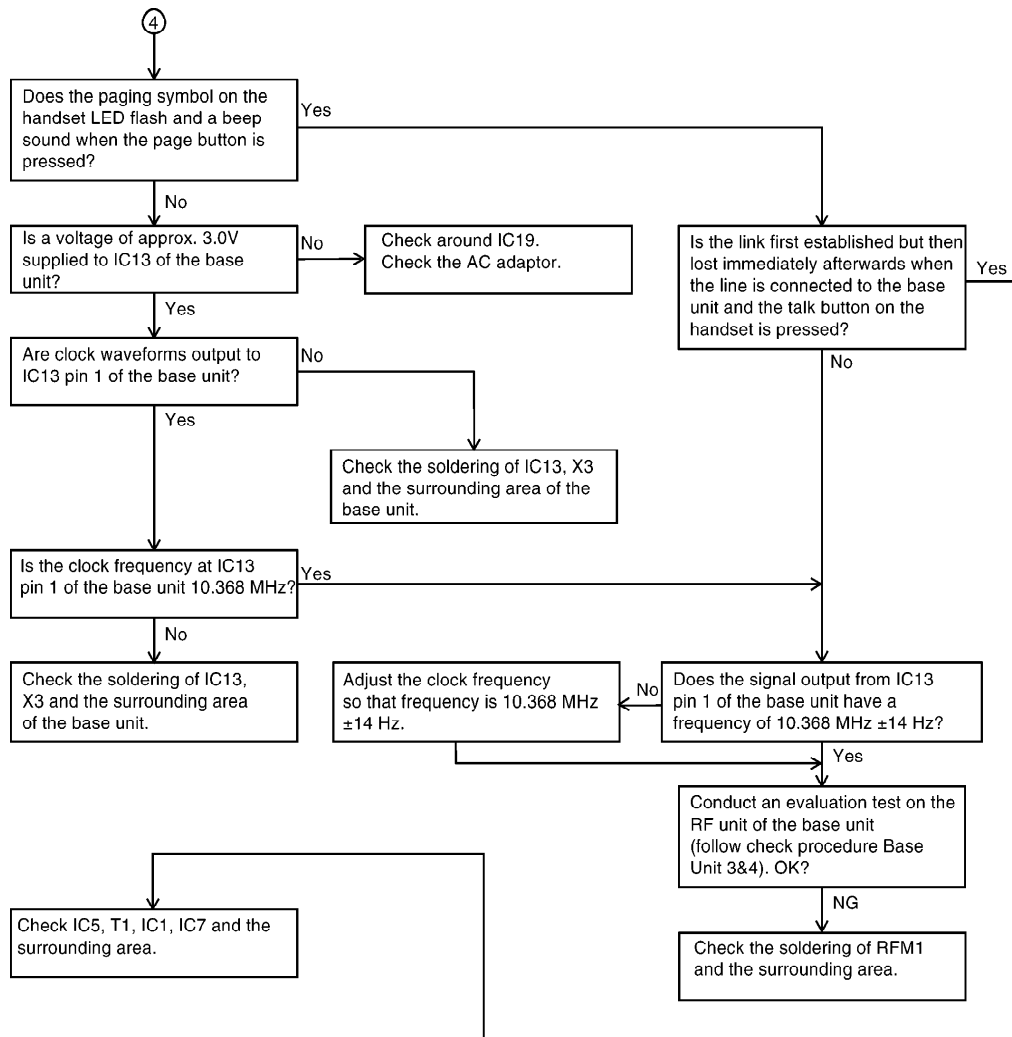 4
Does the paging symbol on the
handset LED flash and a beep
sound when the page button is
pressed?
Yes
No
Is a voltage of approx. 3.0V
supplied to IC13 of the base
unit?
No
Check around IC19.
Check the AC adaptor.
Is the link first established but then
lost immediately afterwards when
the line is connected to the base
unit and the talk button on the
handset is pressed?
Yes
Yes
No
Are clock waveforms output to
IC13 pin 1 of the base unit?
No
Yes
Check the soldering of IC13, X3
and the surrounding area of the
base unit.
Is the clock frequency at IC13
pin 1 of the base unit 10.368 MHz?
Yes
No
Check the soldering of IC13,
X3 and the surrounding area
of the base unit.
Adjust the clock frequency
so that frequency is 10.368 MHz
±14 Hz.
No
Does the signal output from IC13
pin 1 of the base unit have a
frequency of 10.368 MHz ±14 Hz?
Yes
Conduct an evaluation test on the
RF unit of the base unit
(follow check procedure Base
Unit 3&4). OK?
NG
Check IC5, T1, IC1, IC7 and the
surrounding area.
Check the soldering of RFM1
and the surrounding area.